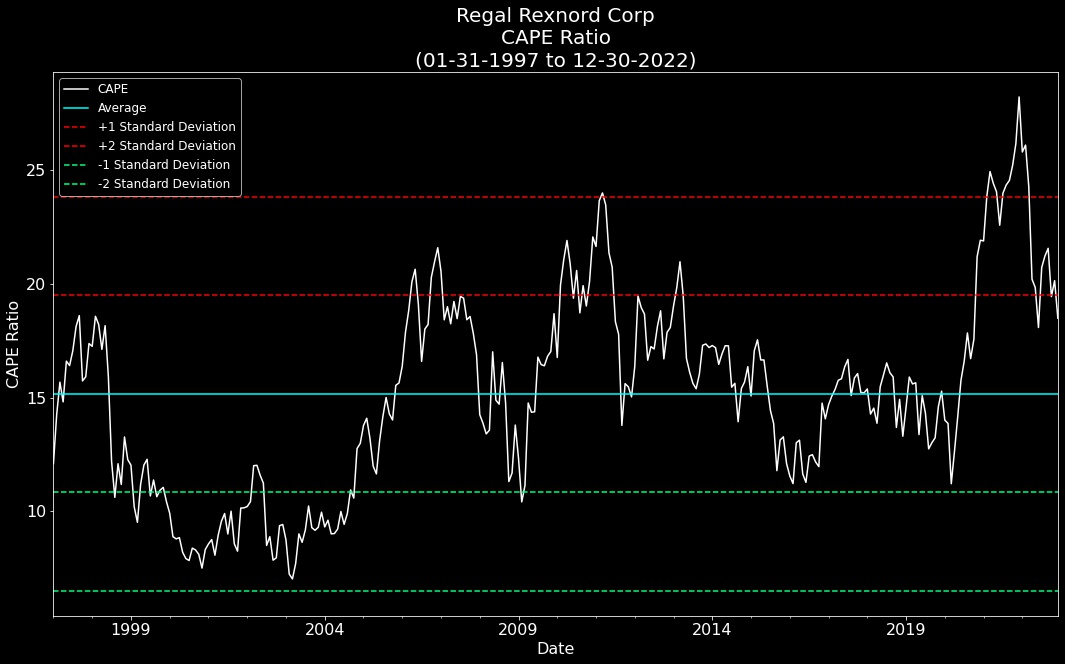 Regal Rexnord Corp
CAPE Ratio
(01-31-1997 to 12-30-2022)
CAPE
Average
+1 Standard Deviation
+2 Standard Deviation
-1 Standard Deviation
-2 Standard Deviation
CAPE Ratio
25
20
15
10
1999
2004
2009
2014
2019
Date